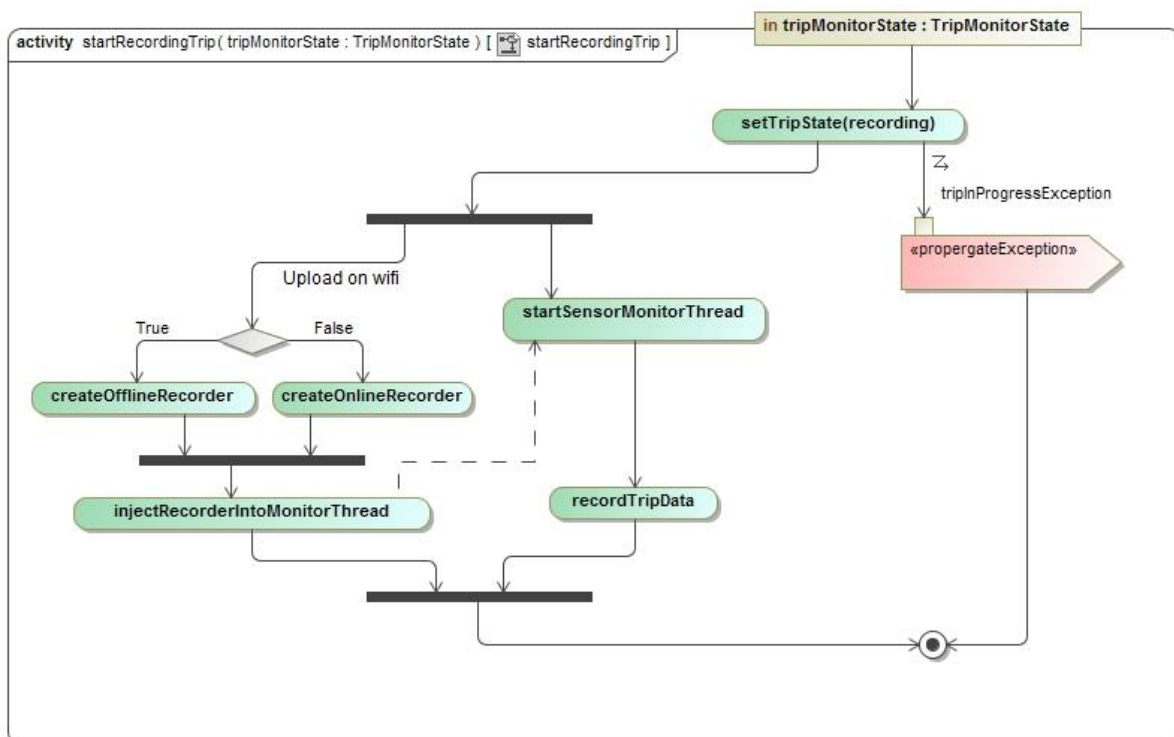 activity startRecordingTrip( tripMonitorState : TripMonitorState ) [ startRecordingTrip ]
in tripMonitorState : TripMonitorState
setTripState(recording)
tripInProgressException
«propergateException»
Upload on wifi
startSensorMonitorThread
True
False
createOfflineRecorder
createOnlineRecorder
injectRecorderIntoMonitorThread
recordTripData